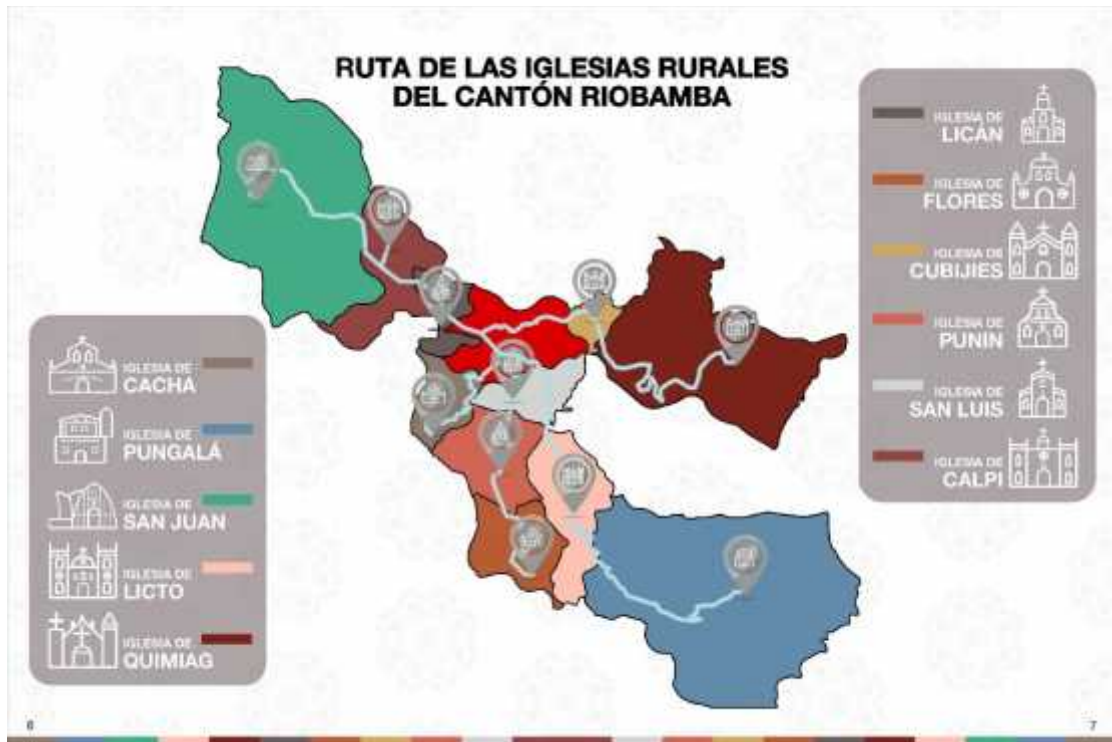 RUTA DE LAS IGLESIAS RURALES
DEL CANTÓN RIOBAMBA
IGLESIA DE
CACHA
IGLESIA DE
PUNGALÁ
IGLESIA DE
SAN JUAN
IGLESIA DE
LICTO
IGLESIA DE
QUIMIAG
IGLESIA DE
LICÁN
IGLESIA DE
FLORES
IGLESIA DE
CUBIJIES
IGLESIA DE
PUNIN
IGLESIA DE
SAN LUIS
IGLESIA DE
CALPI
6
7